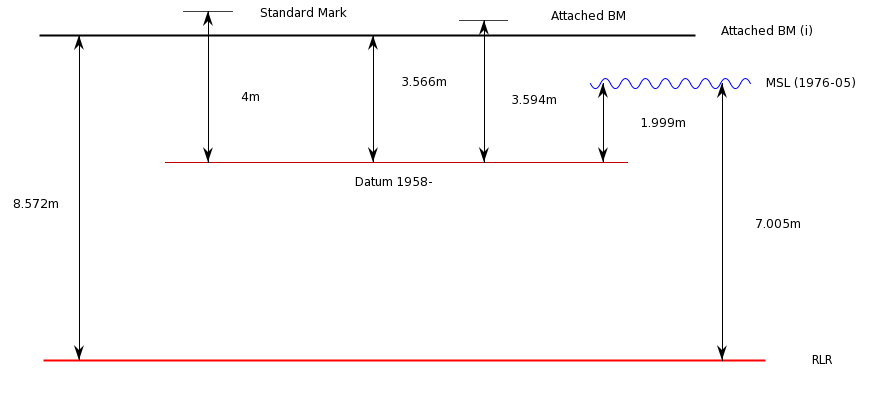 Standard Mark
Attached BM
Attached BM (i)
3.566m
MSL (1976-05)
4m
3.594m
1.999m
Datum 1958-
8.572m
7.005m
RLR